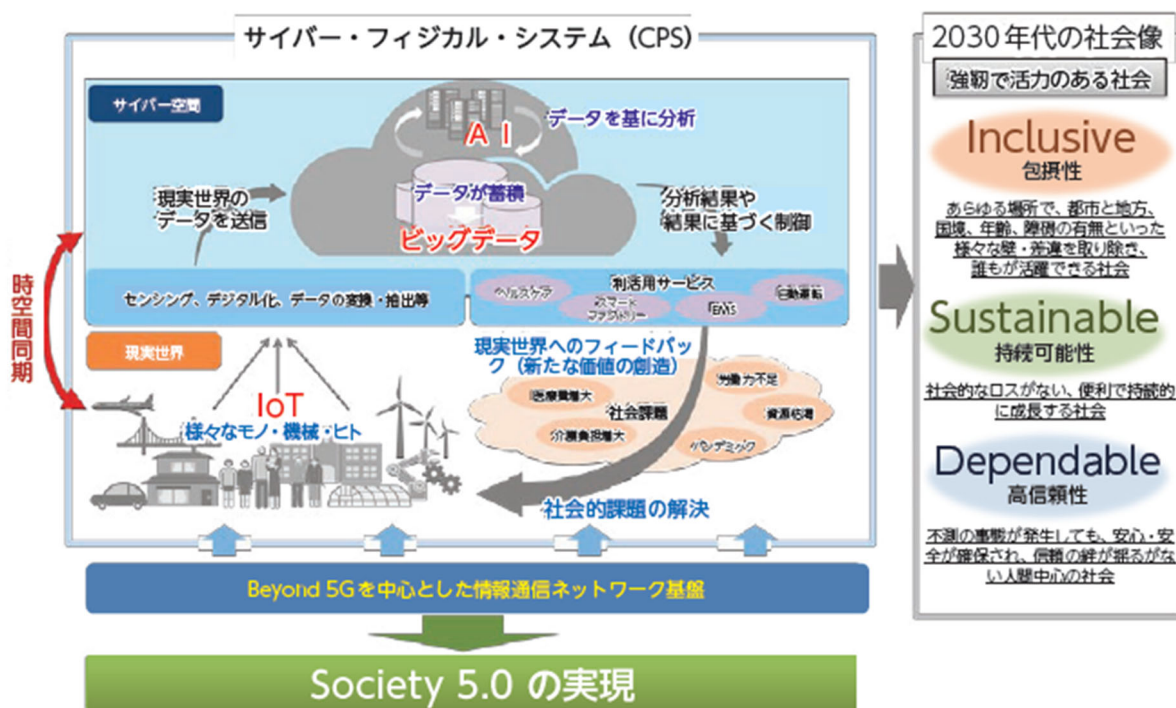 サイバー・フィジカル・システム（CPS）
サイバー空間
AI
データを基に分析
現実世界の
データを送信
データが蓄積
ビッグデータ
分析結果や
結果に基づく制御
センシング、デジタル化、データの変換・抽出等
利活用サービス
ヘルスケア
スマート
ファクトリー
EMS
自動運転
時空間同期
現実世界
IoT
様々なモノ・機械・ヒト
現実世界へのフィードバッ
ク（新たな価値の創造）
医療費増大
労働力不足
社会課題
資源枯渇
介護負担増大
パンデミック
社会的課題の解決
Beyond 5Gを中心とした情報通信ネットワーク基盤
Society 5.0 の実現
2030年代の社会像
強靭で活力のある社会
Inclusive
包摂性
あらゆる場所で、都市と地方、
国境、年齢、障碍の有無といった
様々な壁・差違を取り除き、
誰もが活躍できる社会
Sustainable
持続可能性
社会的なロスがない、便利で持続的
に成長する社会
Dependable
高信頼性
不測の事態が発生しても、安心・安
全が確保され、信頼の絆が揺るがな
い人間中心の社会